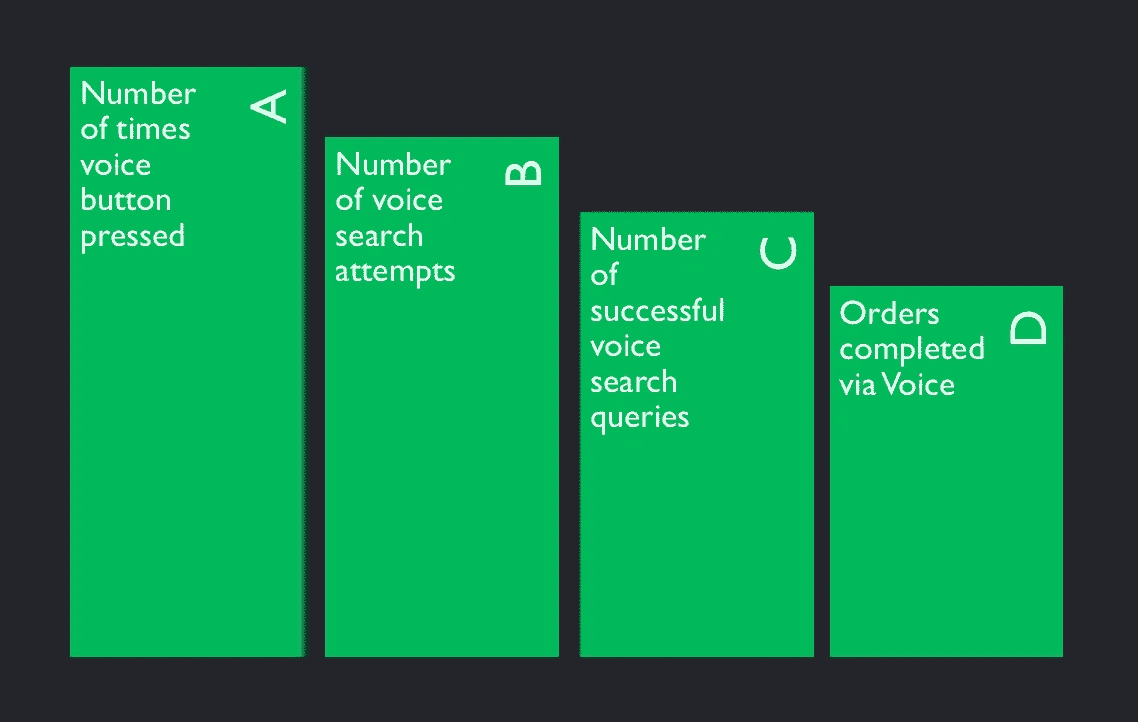 Number
of times
voice
button
pressed
A
Number
of voice
search
attempts
B
Number
of
successful
voice
search
queries
C
Orders
completed
via Voice
D